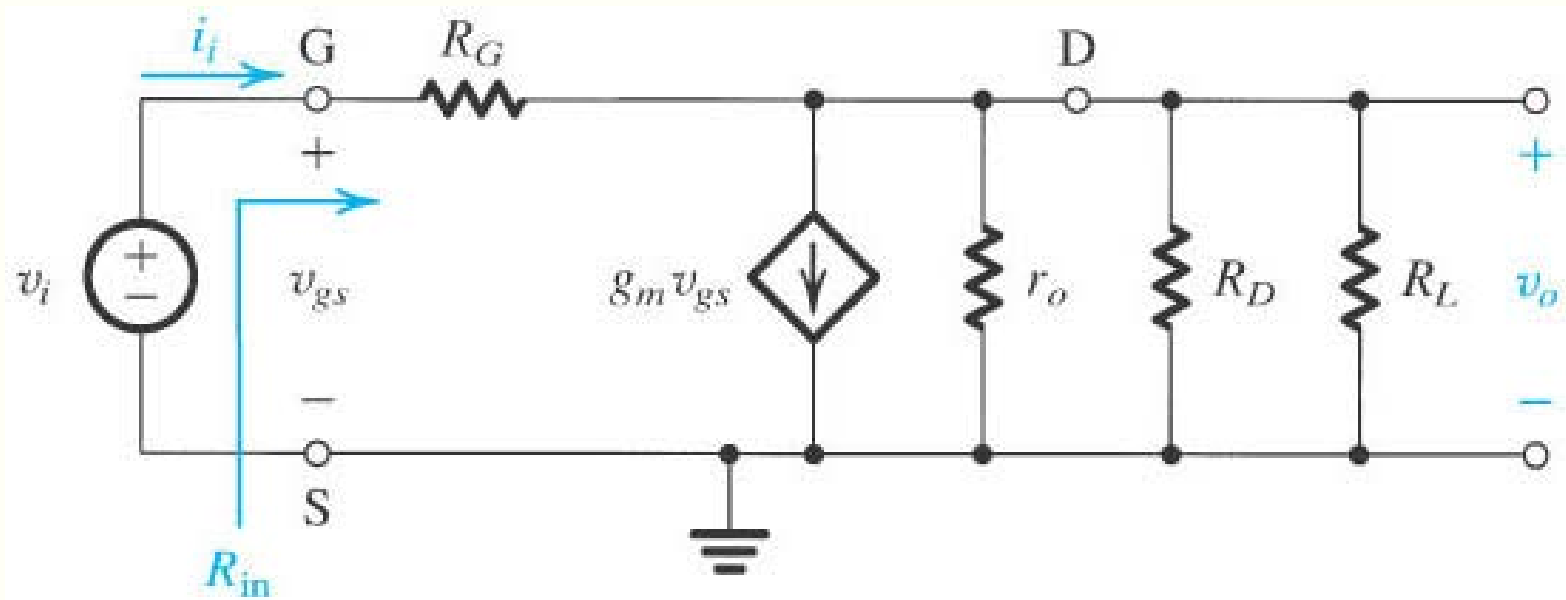 i_i
G
R_G
D
+
+
+
−
v_i
v_gs
g_m v_gs
r_o
R_D
R_L
v_o
−
−
S
R_in